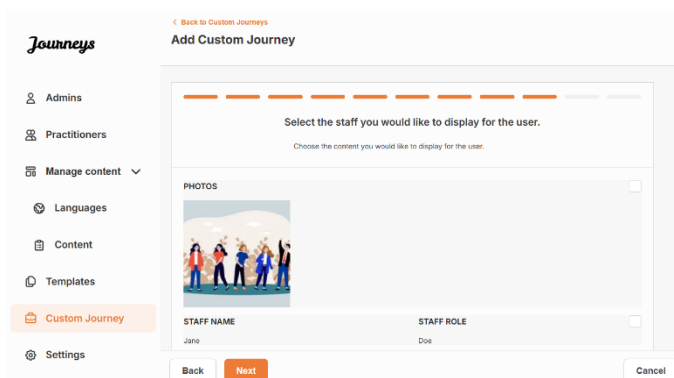 Journeys
Admins
Practitioners
Manage content
Languages
Content
Templates
Custom Journey
Settings
Back to Custom Journeys
Add Custom Journey
Select the staff you would like to display for the user.
Choose the content you would like to display for the user.
PHOTOS
STAFF NAME STAFF ROLE
Jane Doe
Back Next Cancel